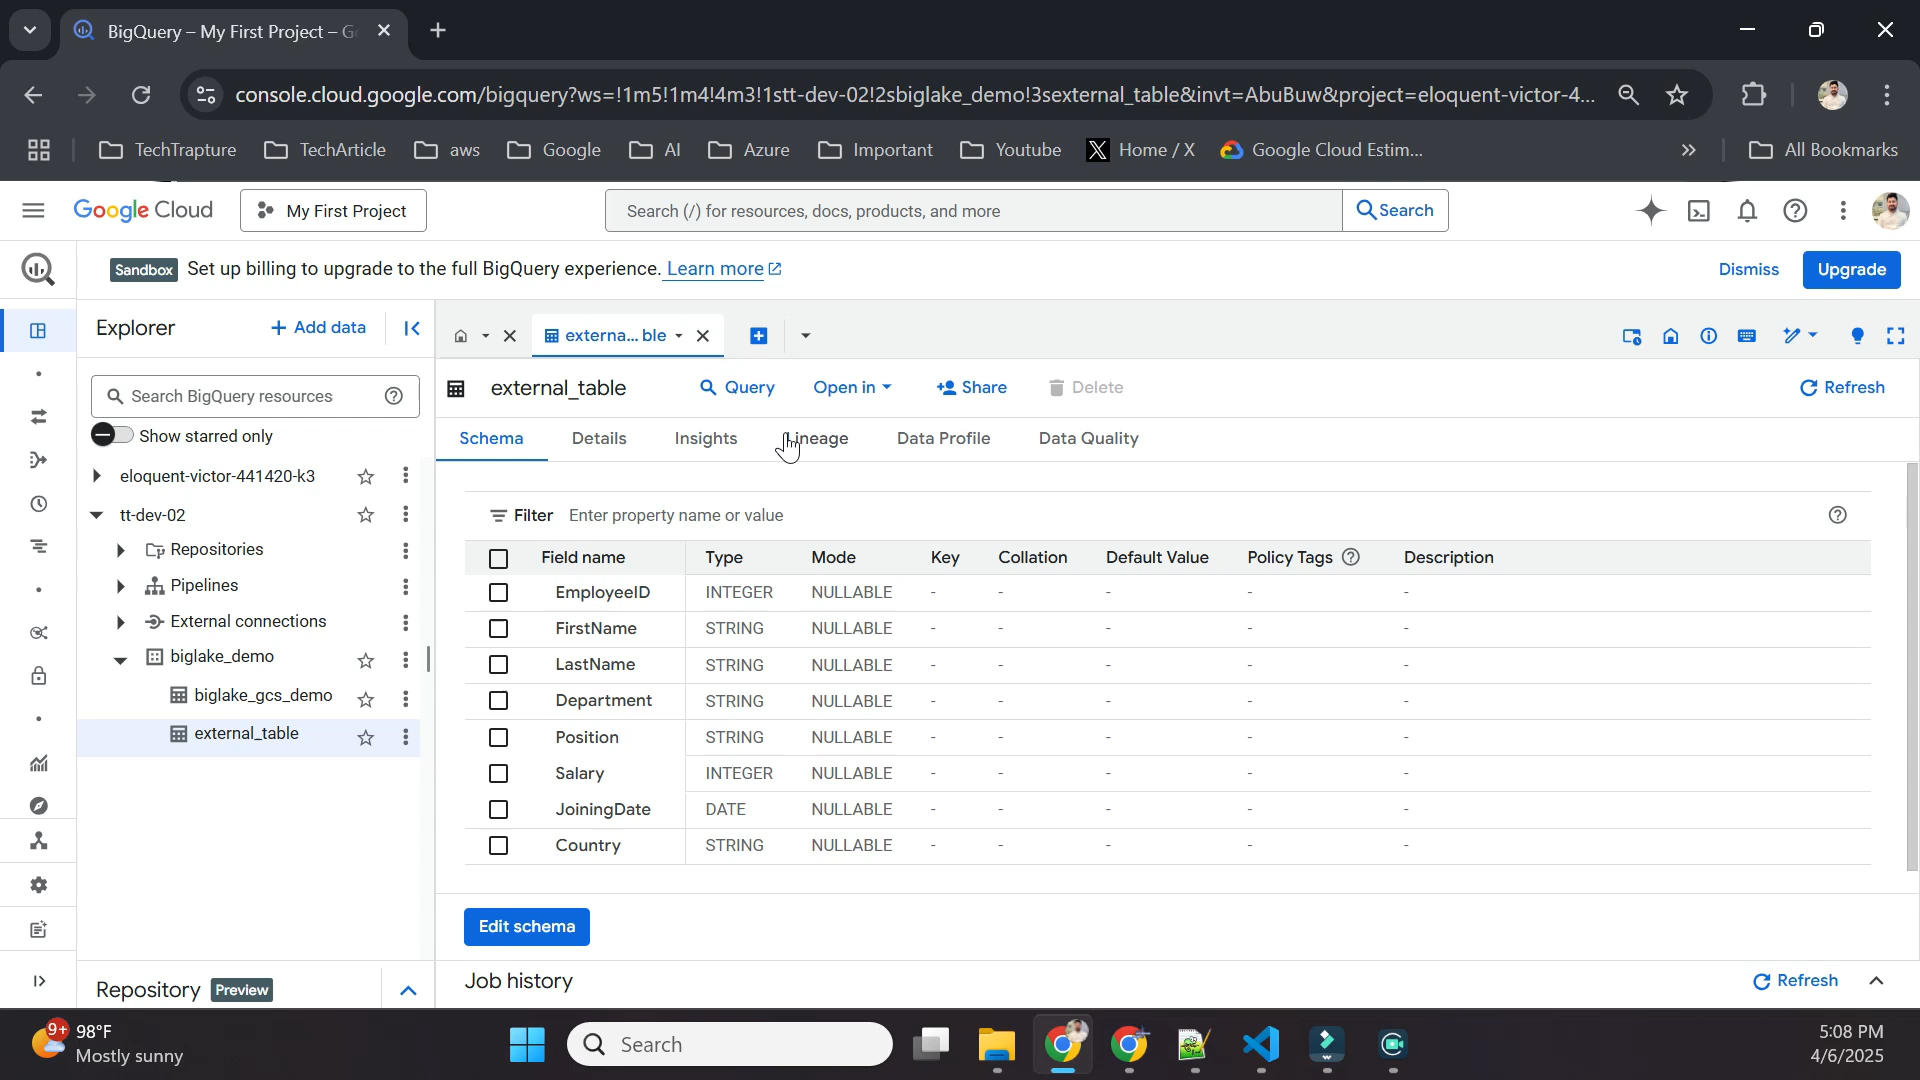 BigQuery – My First Project – G
console.cloud.google.com/bigquery?ws=!1m5!1m4!4m3!1stt-dev-02!2sbiglake_demo!3sexternal_table&invt=AbuBuw&project=eloquent-victor-4...
TechTrapture TechArticle aws Google AI Azure Important Youtube Home / X Google Cloud Estim... » All Bookmarks
Google Cloud My First Project Search (/) for resources, docs, products, and more Search
Sandbox Set up billing to upgrade to the full BigQuery experience. Learn more Dismiss Upgrade
Explorer + Add data
externa... ble
Search BigQuery resources
external_table Query Open in Share Delete Refresh
Show starred only
Schema Details Insights Lineage Data Profile Data Quality
eloquent-victor-441420-k3
tt-dev-02
Repositories
Pipelines
External connections
biglake_demo
biglake_gcs_demo
external_table
Filter Enter property name or value
Field name Type Mode Key Collation Default Value Policy Tags Description
EmployeeID INTEGER NULLABLE - - - - -
FirstName STRING NULLABLE - - - - -
LastName STRING NULLABLE - - - - -
Department STRING NULLABLE - - - - -
Position STRING NULLABLE - - - - -
Salary INTEGER NULLABLE - - - - -
JoiningDate DATE NULLABLE - - - - -
Country STRING NULLABLE - - - - -
Edit schema
Repository Preview
Job history Refresh
9+ 98°F
Mostly sunny
Search
5:08 PM
4/6/2025